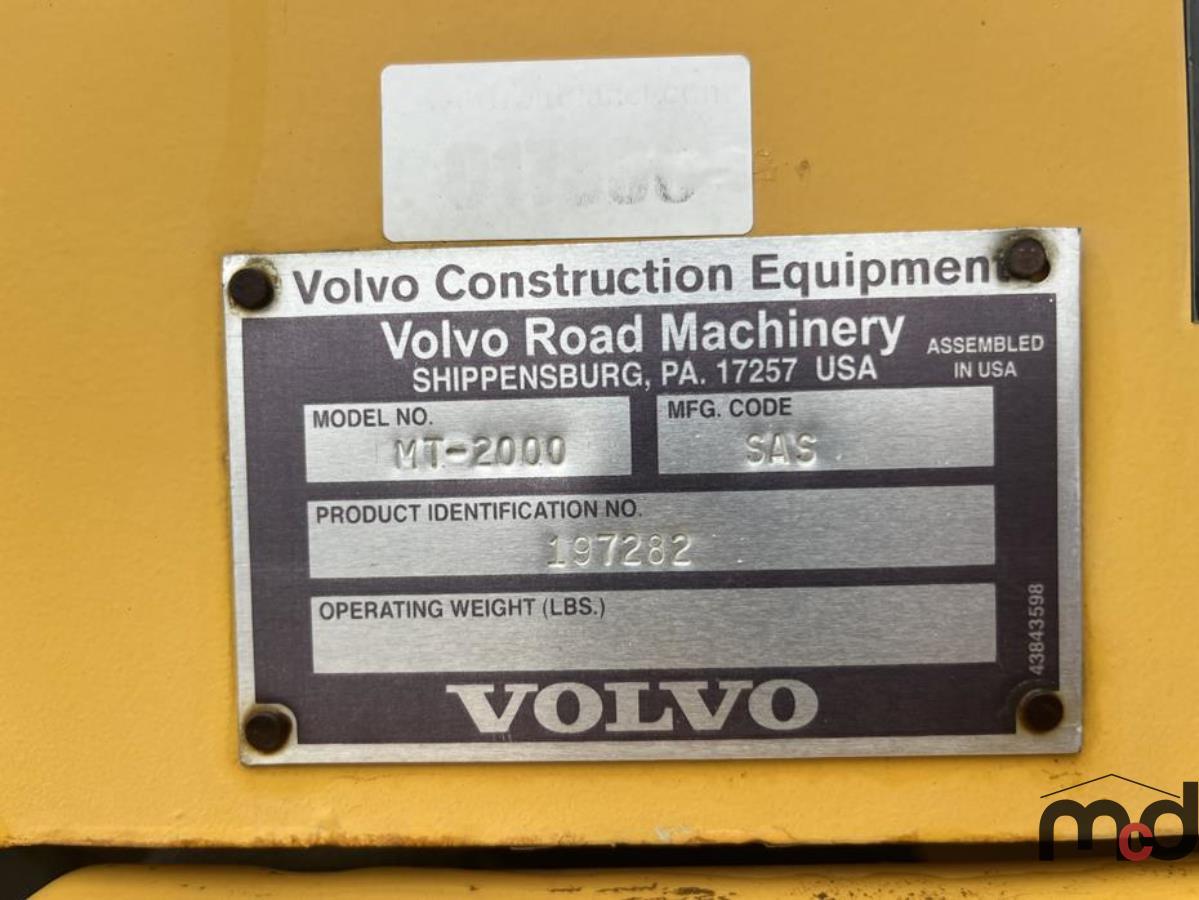 Volvo Construction Equipment
Volvo Road Machinery
SHIPPENSBURG, PA. 17257 USA
ASSEMBLED
IN USA
MODEL NO.
MT-2000
MFG. CODE
SAS
PRODUCT IDENTIFICATION NO.
197282
OPERATING WEIGHT (LBS.)
43843598
VOLVO
mcd